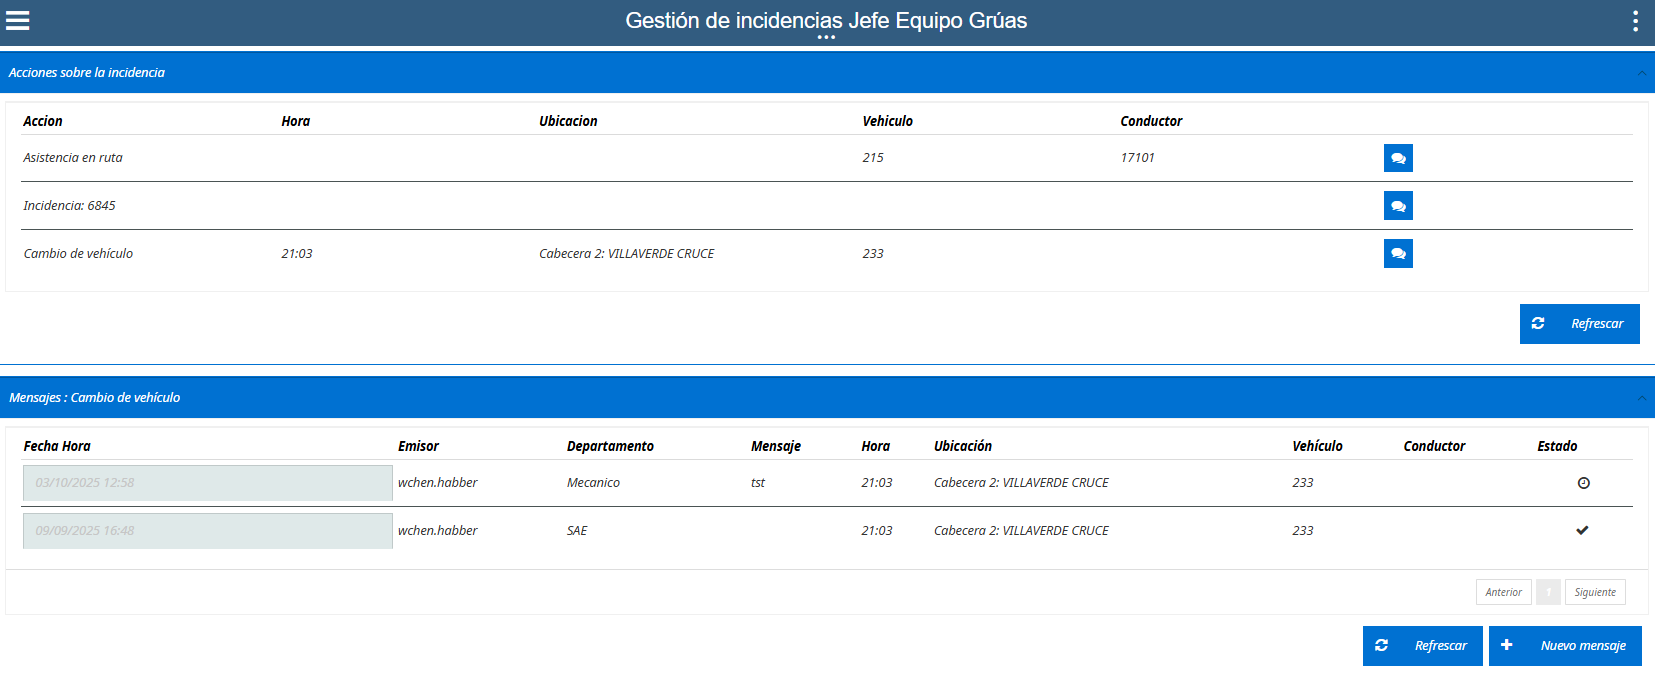 Gestión de incidencias Jefe Equipo Grúas
Acciones sobre la incidencia
Accion Hora Ubicacion Vehiculo Conductor
Asistencia en ruta 215 17101
Incidencia: 6845
Cambio de vehículo 21:03 Cabecera 2: VILLAVERDE CRUCE 233
Refrescar
Mensajes : Cambio de vehículo
Fecha Hora Emisor Departamento Mensaje Hora Ubicación Vehículo Conductor Estado
03/10/2025 12:58 wchen.habber Mecanico tst 21:03 Cabecera 2: VILLAVERDE CRUCE 233
09/09/2025 16:48 wchen.habber SAE 21:03 Cabecera 2: VILLAVERDE CRUCE 233
Anterior 1 Siguiente
Refrescar Nuevo mensaje